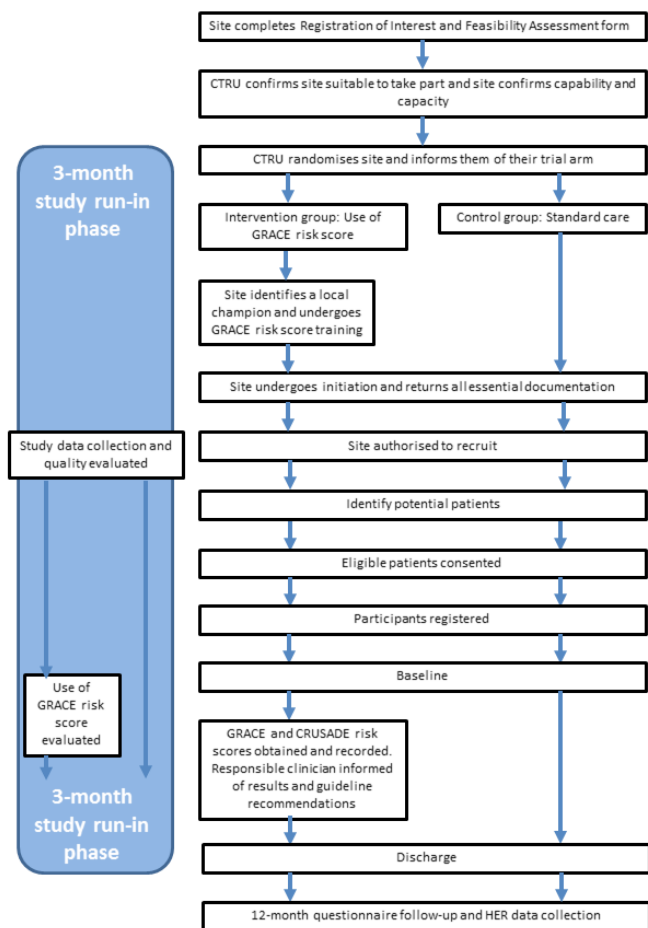 Site completes Registration of Interest and Feasibility Assessment form
CTRU confirms site suitable to take part and site confirms capability and
capacity
3-month
study run-in
phase
CTRU randomises site and informs them of their trial arm
Intervention group: Use of
GRACE risk score
Control group: Standard care
Site identifies a local
champion and undergoes
GRACE risk score training
Site undergoes initiation and returns all essential documentation
Study data collection and
quality evaluated
Site authorised to recruit
Identify potential patients
Eligible patients consented
Participants registered
Baseline
Use of
GRACE risk
score
evaluated
GRACE and CRUSADE risk
scores obtained and recorded.
Responsible clinician informed
of results and guideline
recommendations
3-month
study run-in
phase
Discharge
12-month questionnaire follow-up and HER data collection